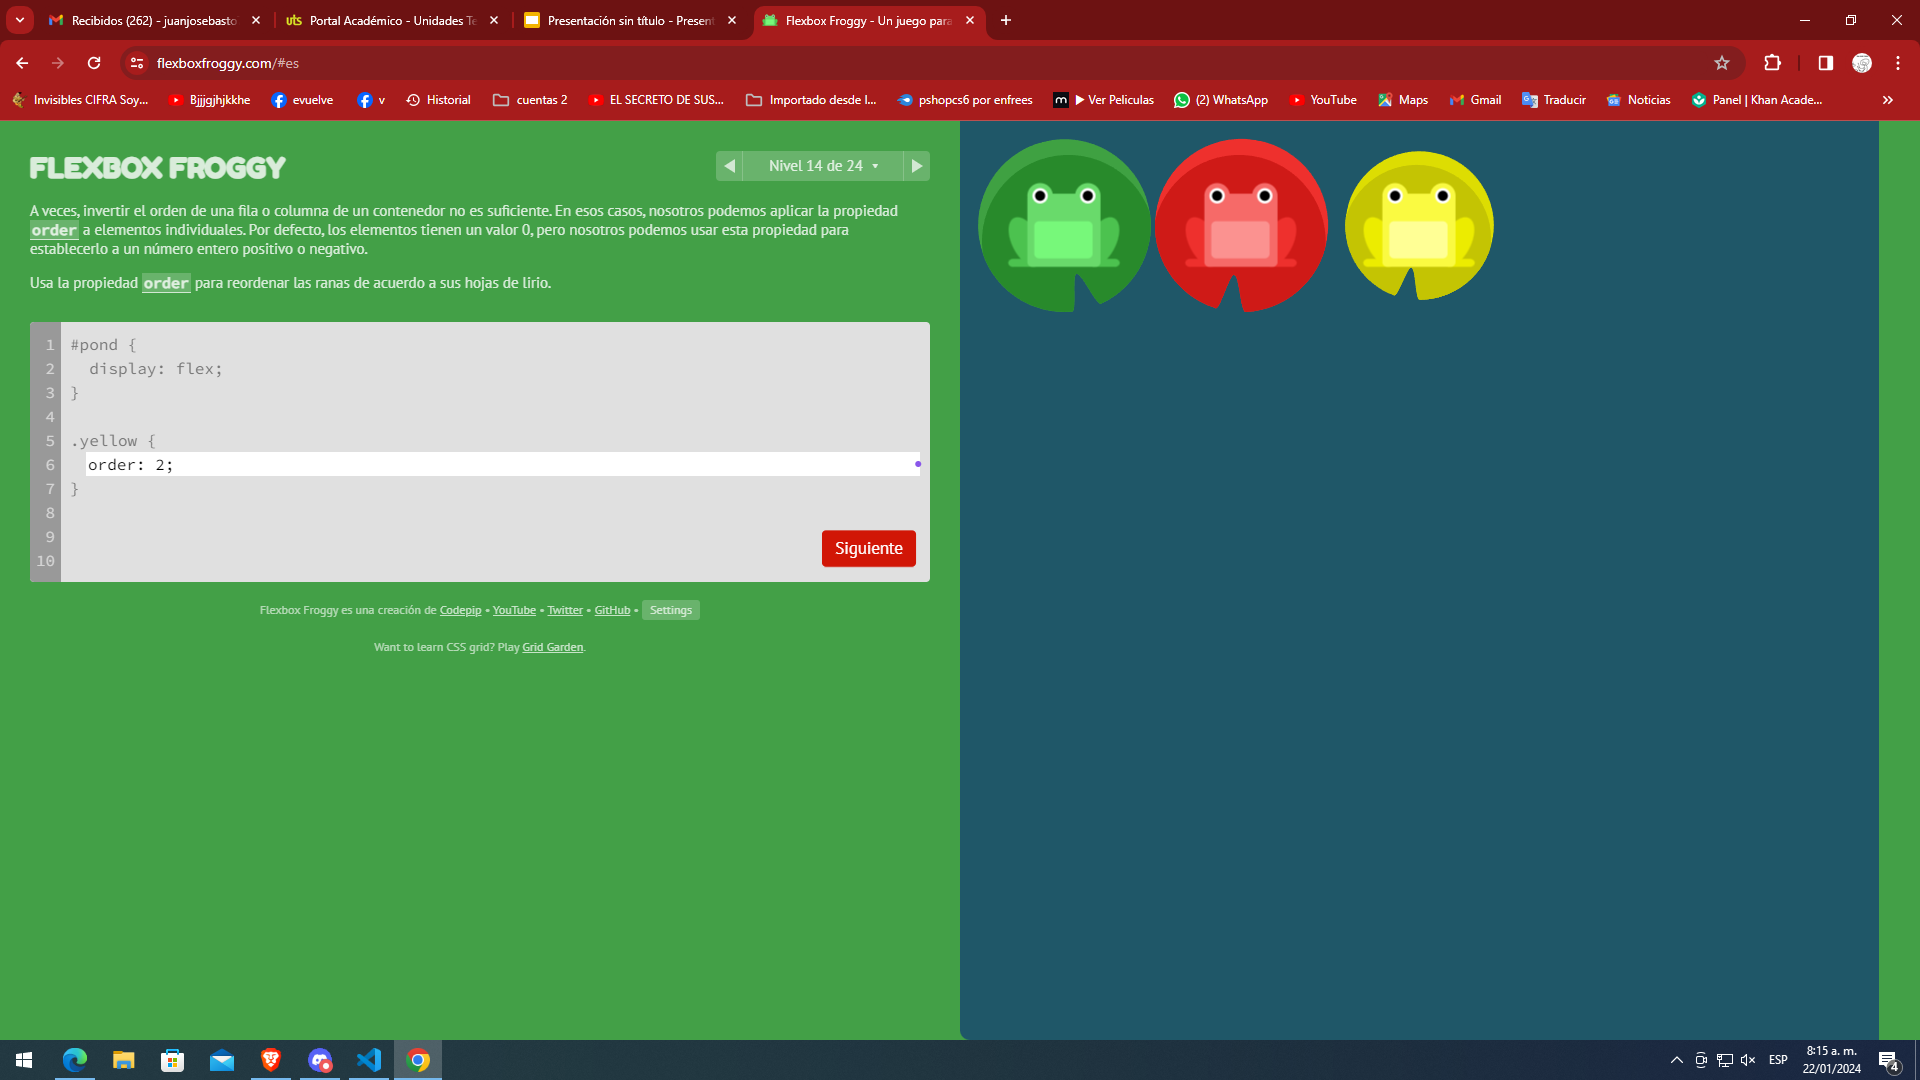 Recibidos (262) - juanjosebasto
uts Portal Académico - Unidades Te
Presentación sin título - Present
Flexbox Froggy - Un juego para
flexboxfroggy.com/#es
Invisibles CIFRA Soy...
Bjjjgjhjkkhe
evuelve
v
Historial
cuentas 2
EL SECRETO DE SUS...
Importado desde l...
pshopcs6 por enfrees
m ▶ Ver Peliculas
(2) WhatsApp
YouTube
Maps
Gmail
Traducir
Noticias
Panel | Khan Acade...
»
FLEXBOX FROGGY
Nivel 14 de 24
A veces, invertir el orden de una fila o columna de un contenedor no es suficiente. En esos casos, nosotros podemos aplicar la propiedad
order a elementos individuales. Por defecto, los elementos tienen un valor 0, pero nosotros podemos usar esta propiedad para
establecerlo a un número entero positivo o negativo.
Usa la propiedad order para reordenar las ranas de acuerdo a sus hojas de lirio.
1 #pond {
2 display: flex;
3 }
4
5 .yellow {
6 order: 2;
7 }
8
9
10
Siguiente
Flexbox Froggy es una creación de Codepip • YouTube • Twitter • GitHub • Settings
Want to learn CSS grid? Play Grid Garden.
ESP
8:15 a. m.
22/01/2024
4